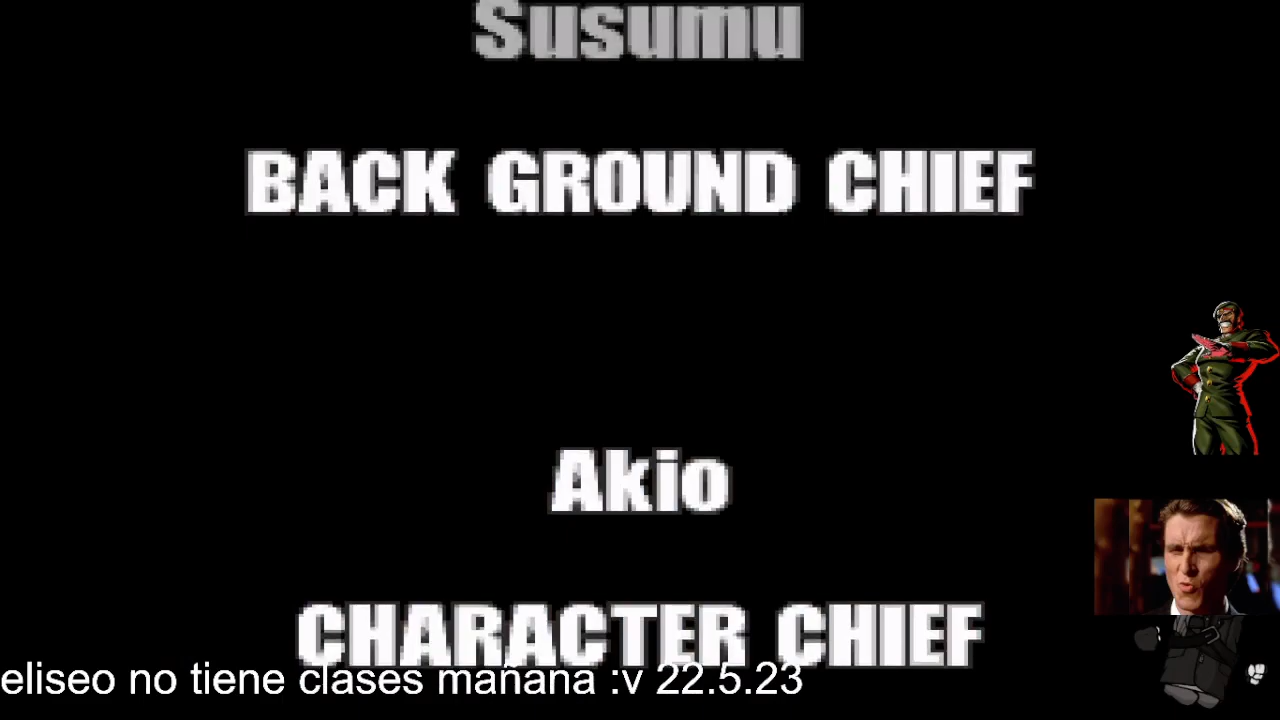 Susumu
BACK GROUND CHIEF
Akio
CHARACTER CHIEF
eliseo no tiene clases mañana :v 22.5.23